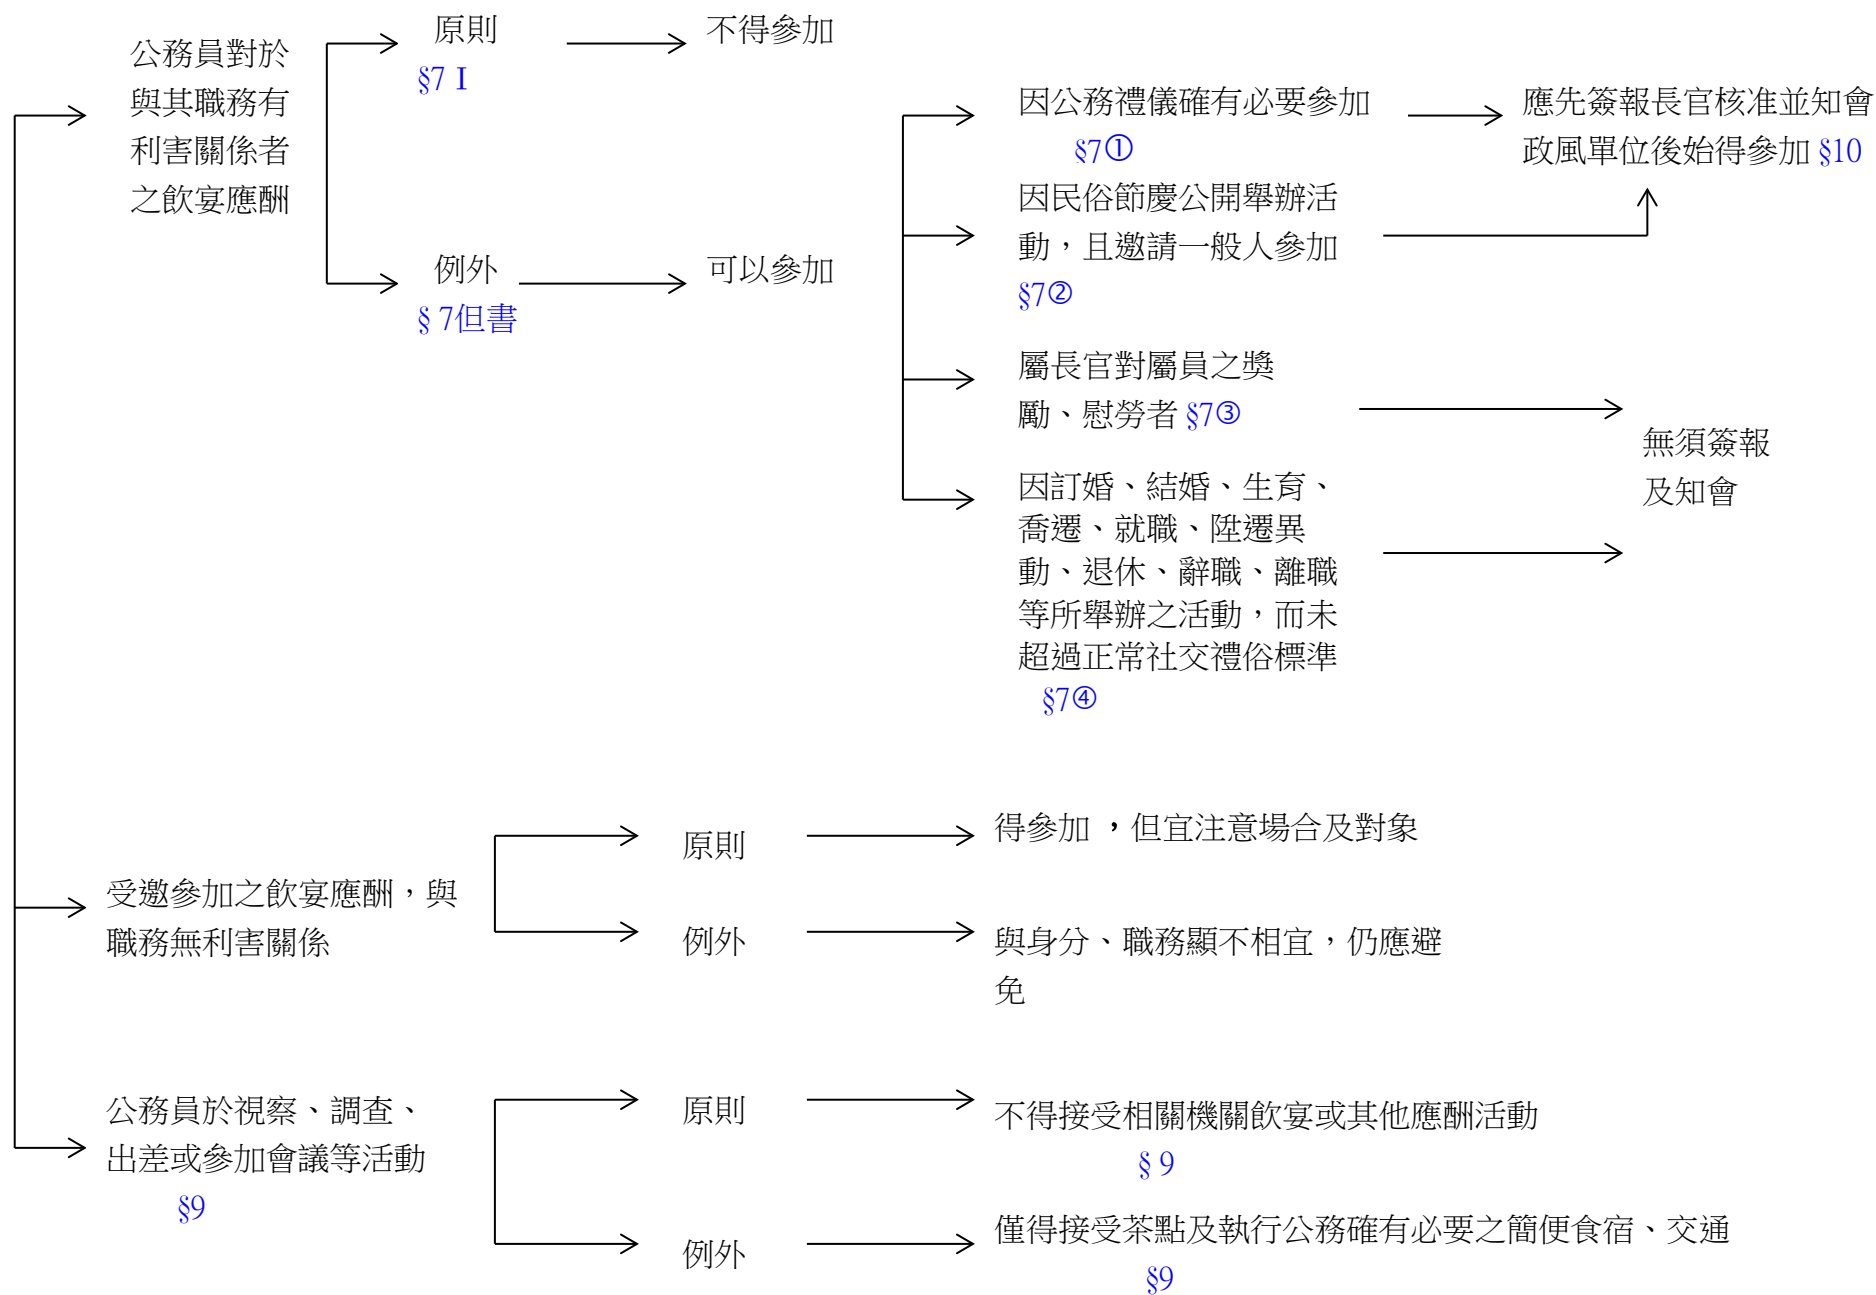 公務員對於
與其職務有
利害關係者
之飲宴應酬
原則
§7 I
不得參加
例外
§ 7但書
可以參加
因公務禮儀確有必要參加
§7①
應先簽報長官核准並知會
政風單位後始得參加 §10
因民俗節慶公開舉辦活
動，且邀請一般人參加
§7②
屬長官對屬員之獎
勵、慰勞者 §7③
因訂婚、結婚、生育、
喬遷、就職、陞遷異
動、退休、辭職、離職
等所舉辦之活動，而未
超過正常社交禮俗標準
§7④
無須簽報
及知會
受邀參加之飲宴應酬，與
職務無利害關係
原則
得參加 ，但宜注意場合及對象
例外
與身分、職務顯不相宜，仍應避
免
公務員於視察、調查、
出差或參加會議等活動
§9
原則
不得接受相關機關飲宴或其他應酬活動
§ 9
例外
僅得接受茶點及執行公務確有必要之簡便食宿、交通
§9